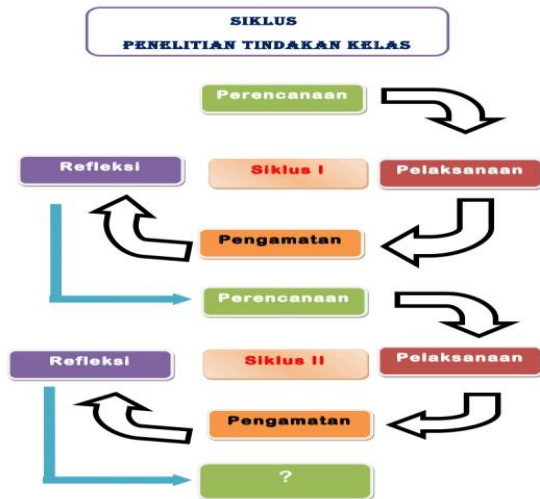 SIKLUS
PENELITIAN TINDAKAN KELAS
Perencanaan
Refleksi
Siklus I
Pelaksanaan
Pengamatan
Perencanaan
Refleksi
Siklus II
Pelaksanaan
Pengamatan
?